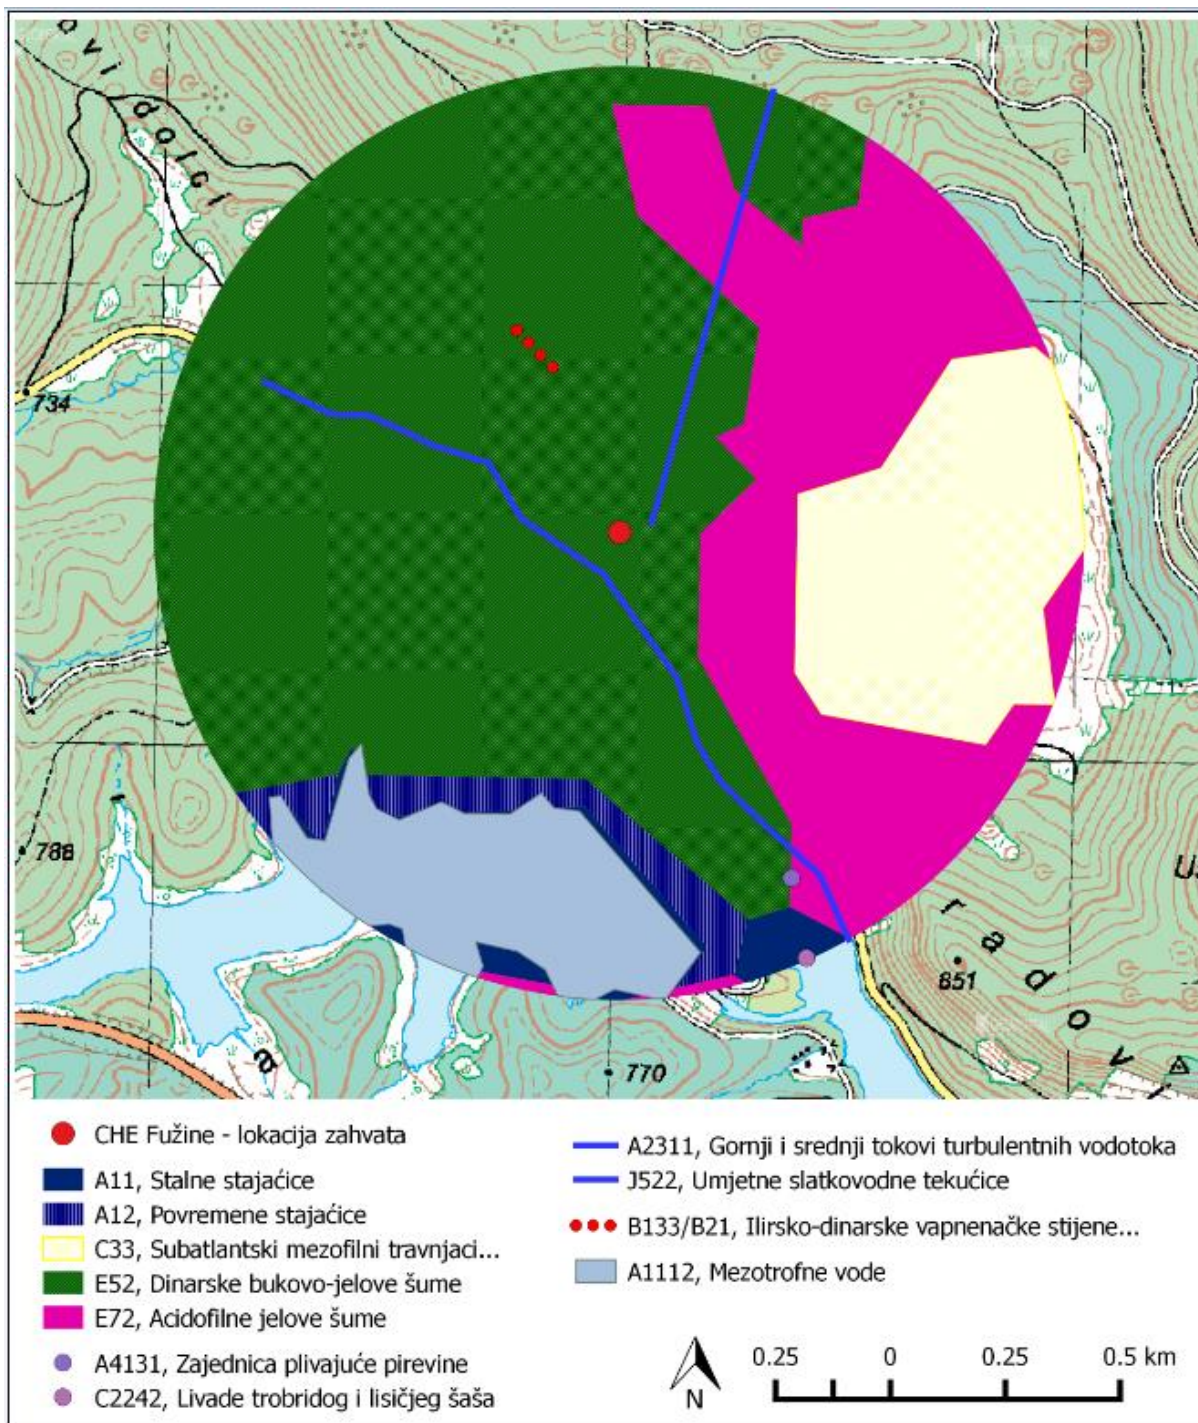 ovi dolci
734
788
770
851
radovi
a
CHE Fužine - lokacija zahvata
A11, Stalne stajaćice
A12, Povremene stajaćice
C33, Subatlantski mezofilni travnjaci...
E52, Dinarske bukovo-jelove šume
E72, Acidofilne jelove šume
A4131, Zajednica plivajuće pirevine
C2242, Livade trobridog i lisičjeg šaša
A2311, Gornji i srednji tokovi turbulentnih vodotoka
J522, Umjetne slatkovodne tekućice
B133/B21, Ilirsko-dinarske vapnenačke stijene...
A1112, Mezotrofne vode
N
0.25 0 0.25 0.5 km